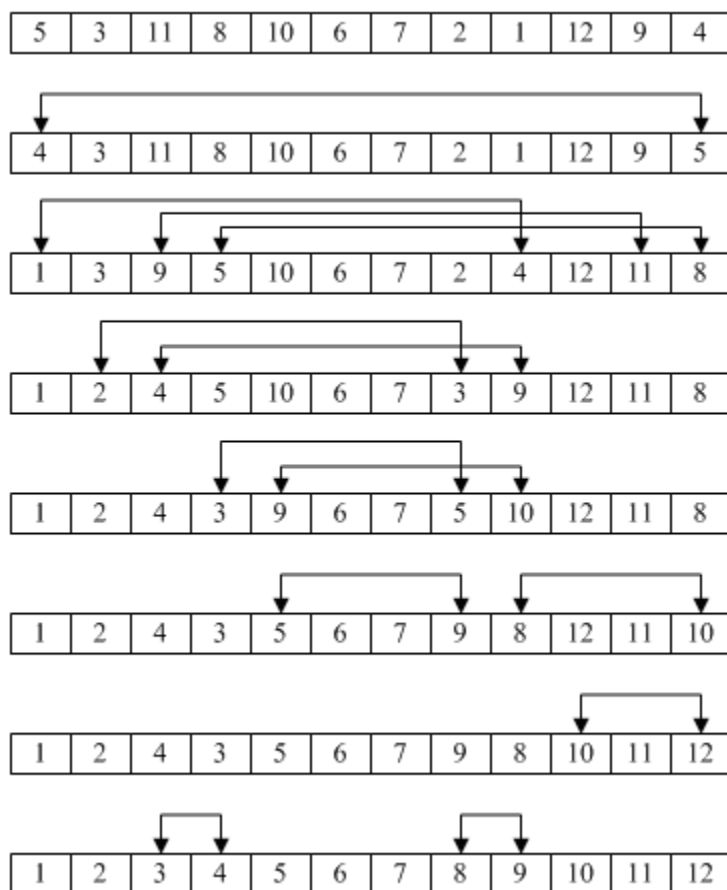 5 3 11 8 10 6 7 2 1 12 9 4
4 3 11 8 10 6 7 2 1 12 9 5
1 3 9 5 10 6 7 2 4 12 11 8
1 2 4 5 10 6 7 3 9 12 11 8
1 2 4 3 9 6 7 5 10 12 11 8
1 2 4 3 5 6 7 9 8 12 11 10
1 2 4 3 5 6 7 9 8 10 11 12
1 2 3 4 5 6 7 8 9 10 11 12